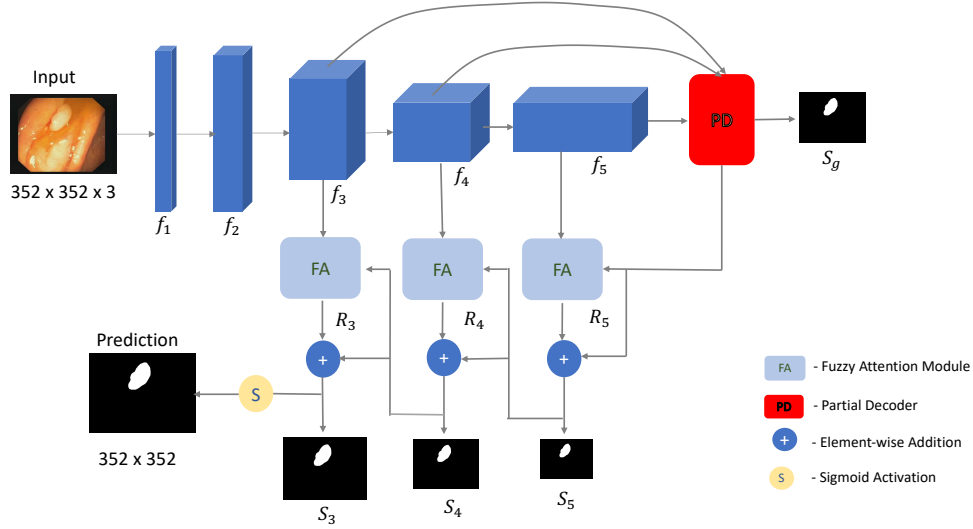 Input
352 x 352 x 3
f₁
f₂
f₃
f₄
f₅
PD
S_g
FA
FA
FA
R₃
R₄
R₅
+
+
+
Prediction
S
352 x 352
S₃
S₄
S₅
FA - Fuzzy Attention Module
PD - Partial Decoder
+ - Element-wise Addition
S - Sigmoid Activation